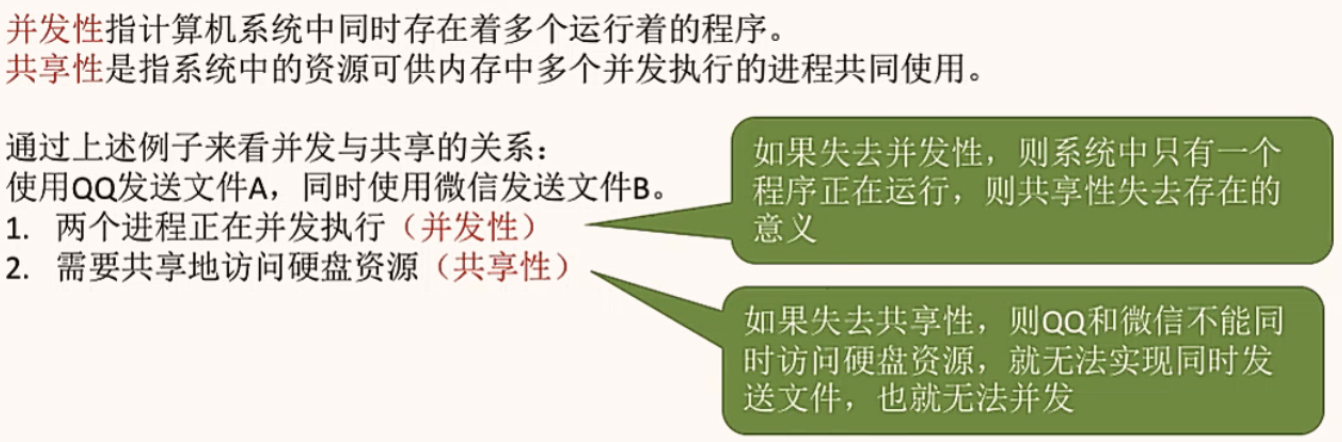 并发性指计算机系统中同时存在着多个运行着的程序。
共享性是指系统中的资源可供内存中多个并发执行的进程共同使用。
通过上述例子来看并发与共享的关系：
使用QQ发送文件A，同时使用微信发送文件B。
1. 两个进程正在并发执行（并发性）
2. 需要共享地访问硬盘资源（共享性）
如果失去并发性，则系统中只有一个
程序正在运行，则共享性失去存在的
意义
如果失去共享性，则QQ和微信不能同
时访问硬盘资源，就无法实现同时发
送文件，也就无法并发